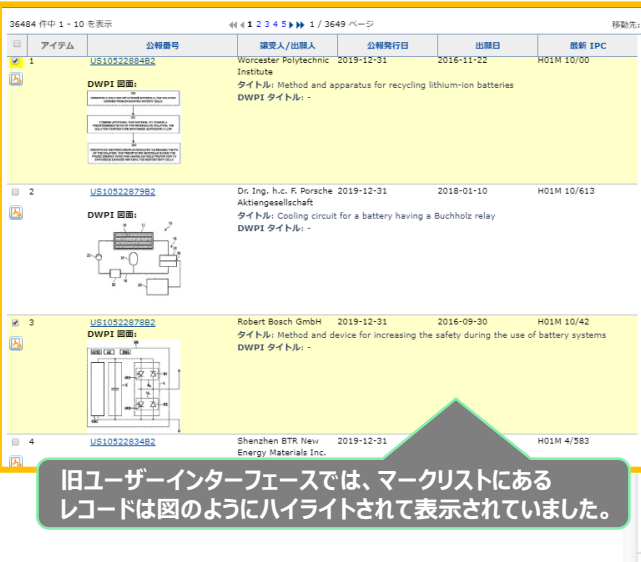 36484 件中 1 - 10 を表示
1 2 3 4 5 1 / 3649 ページ
移動先:
アイテム 公報番号 譲受人/出願人 公報発行日 出願日 最新 IPC
1 US10522884B2 Worcester Polytechnic Institute 2019-12-31 2016-11-22 H01M 10/00
タイトル: Method and apparatus for recycling lithium-ion batteries
DWPI 図面:
DWPI タイトル: -
2 US10522879B2 Dr. Ing. h.c. F. Porsche Aktiengesellschaft 2019-12-31 2018-01-10 H01M 10/613
タイトル: Cooling circuit for a battery having a Buchholz relay
DWPI 図面:
DWPI タイトル: -
3 US10522878B2 Robert Bosch GmbH 2019-12-31 2016-09-30 H01M 10/42
DWPI 図面:
タイトル: Method and device for increasing the safety during the use of battery systems
DWPI タイトル: -
4 US10522834B2 Shenzhen BTR New Energy Materials Inc. 2019-12-31 H01M 4/583
旧ユーザーインターフェースでは、マークリストにある
レコードは図のようにハイライトされて表示されていました。